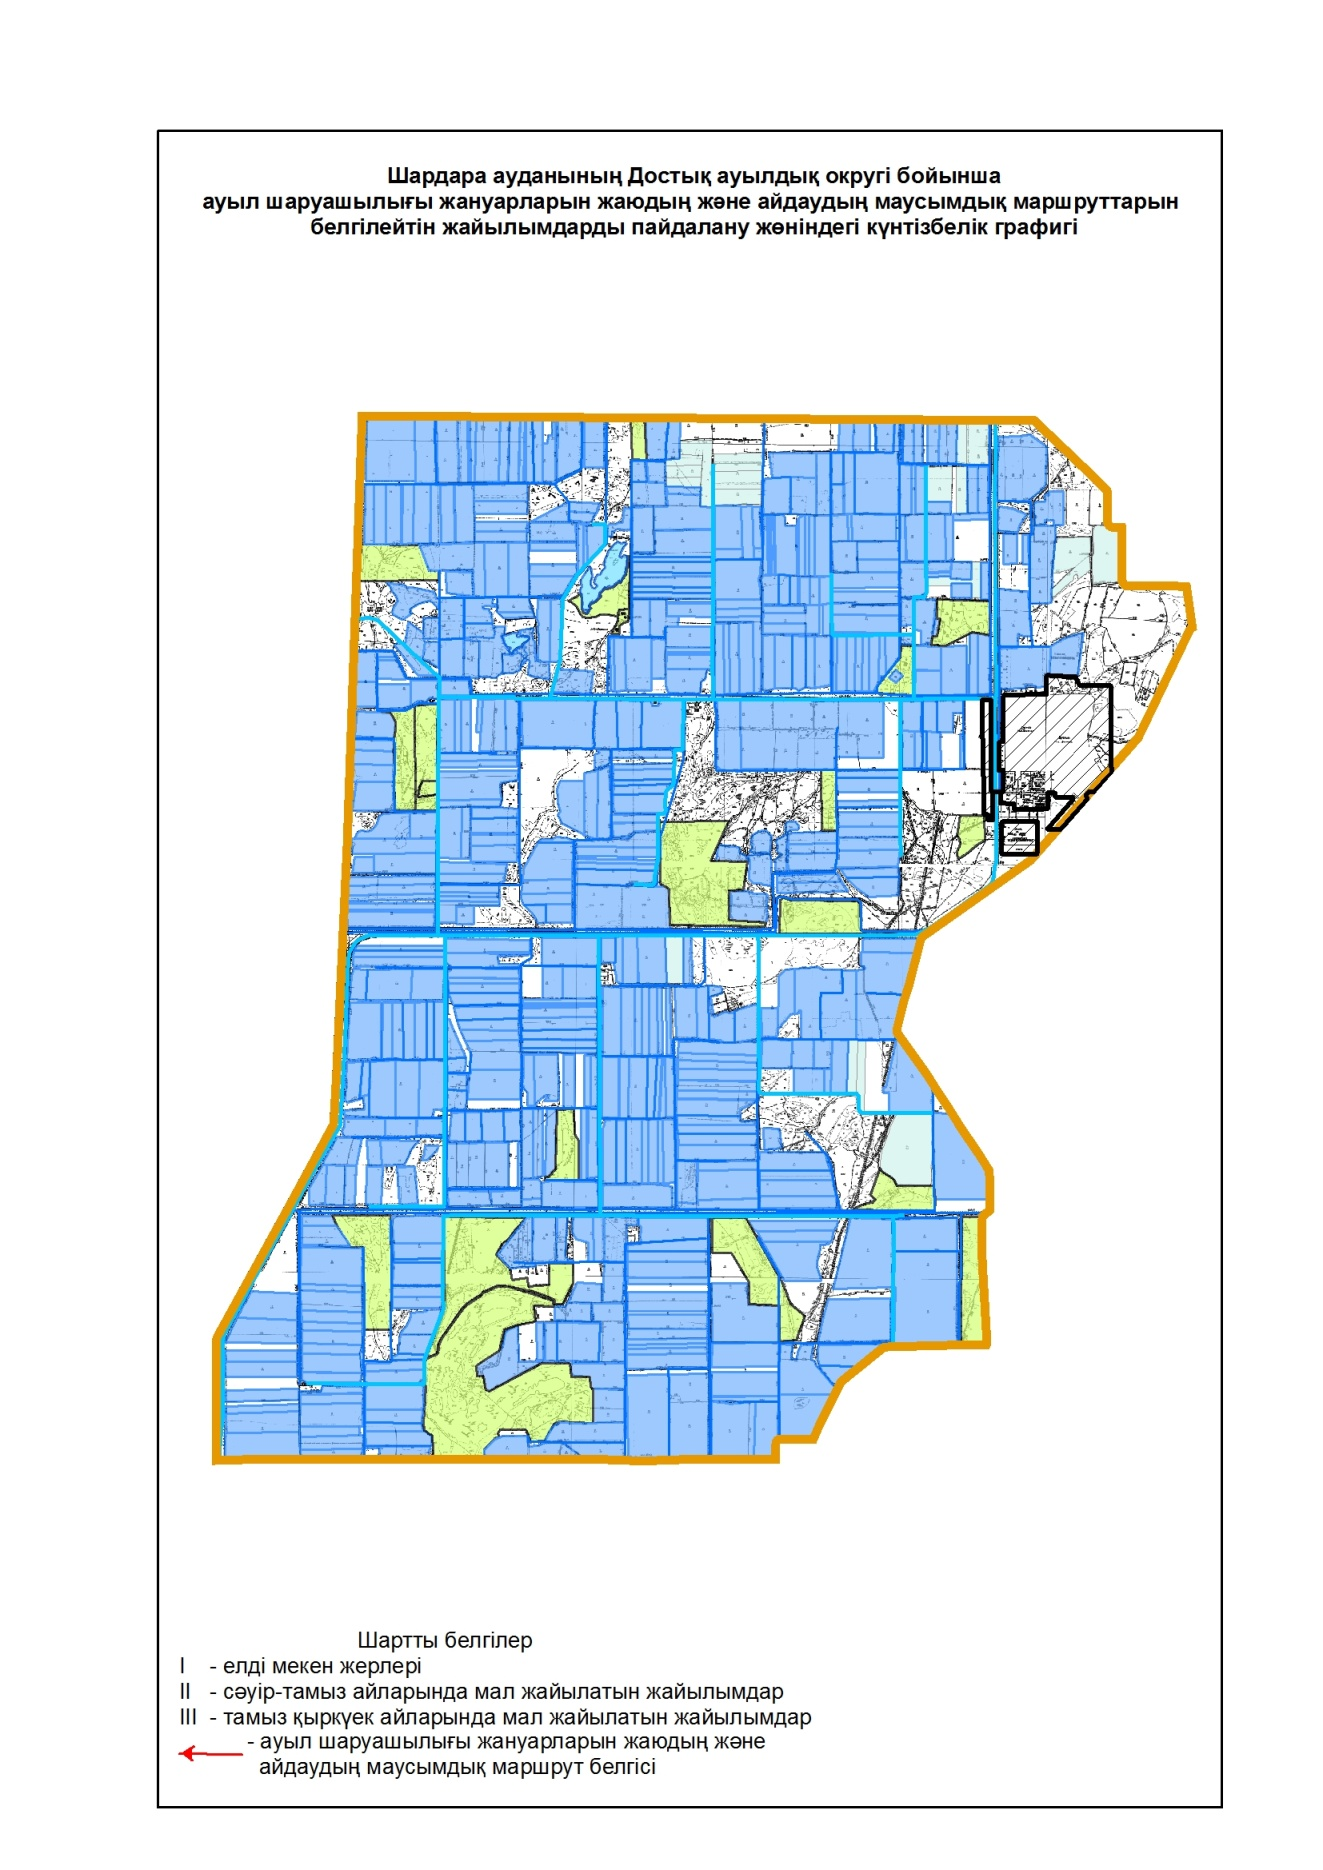 Шардара ауданының Достық ауылдық округі бойынша
ауыл шаруашылығы жануарларын жаюдың және айдаудың маусымдық маршруттарын
белгілейтін жайылымдарды пайдалану жөніндегі күнтізбелік графигі
Шартты белгілер
I - елді мекен жерлері
II - сәуір-тамыз айларында мал жайылатын жайылымдар
III - тамыз қыркүек айларында мал жайылатын жайылымдар
- ауыл шаруашылығы жануарларын жаюдың және
айдаудың маусымдық маршрут белгісі